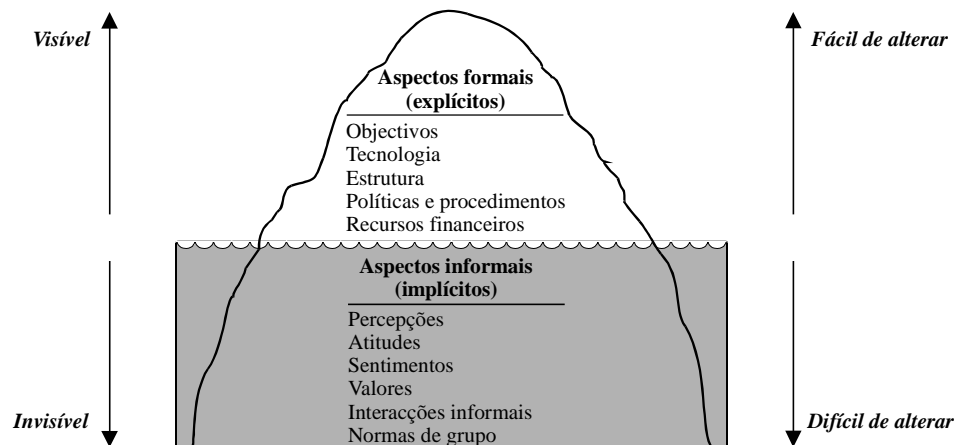 Visível
Fácil de alterar
Aspectos formais
(explícitos)
Objectivos
Tecnologia
Estrutura
Políticas e procedimentos
Recursos financeiros
Aspectos informais
(implícitos)
Percepções
Atitudes
Sentimentos
Valores
Interacções informais
Normas de grupo
Invisível
Difícil de alterar